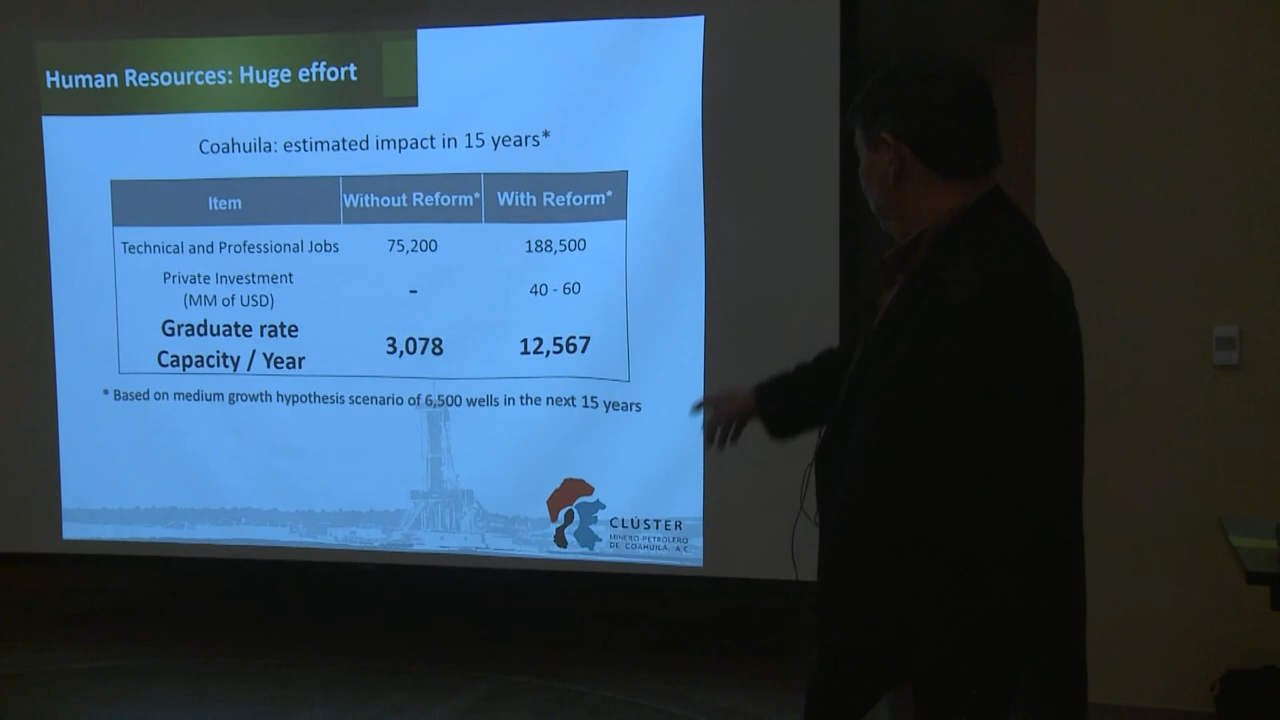 Human Resources: Huge effort
Coahuila: estimated impact in 15 years*
Item Without Reform* With Reform*
Technical and Professional Jobs 75,200 188,500
Private Investment
(MM of USD) - 40 - 60
Graduate rate
Capacity / Year 3,078 12,567
* Based on medium growth hypothesis scenario of 6,500 wells in the next 15 years
CLÚSTER
MINERO-PETROLERO
DE COAHUILA, A.C.